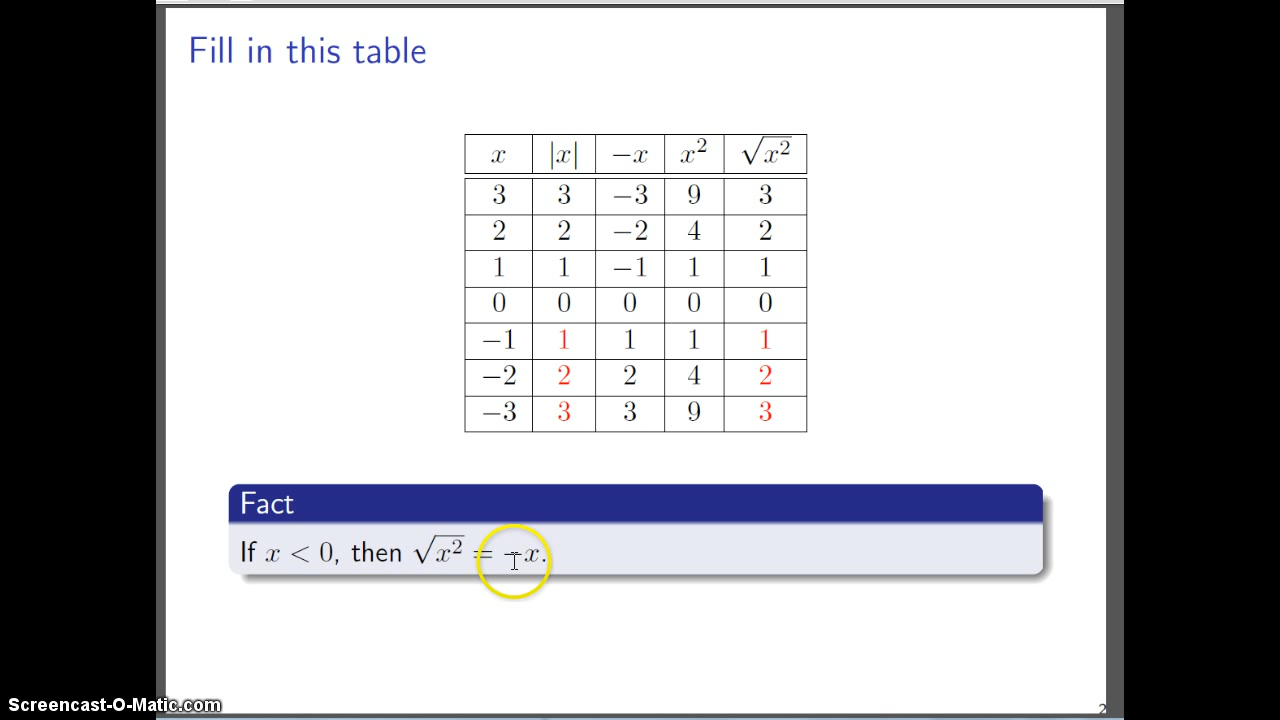 Fill in this table
x |x| −x x² √x²
3 3 −3 9 3
2 2 −2 4 2
1 1 −1 1 1
0 0 0 0 0
−1 1 1 1 1
−2 2 2 4 2
−3 3 3 9 3
Fact
If x < 0, then √x² = −x.
Screencast-O-Matic.com
2